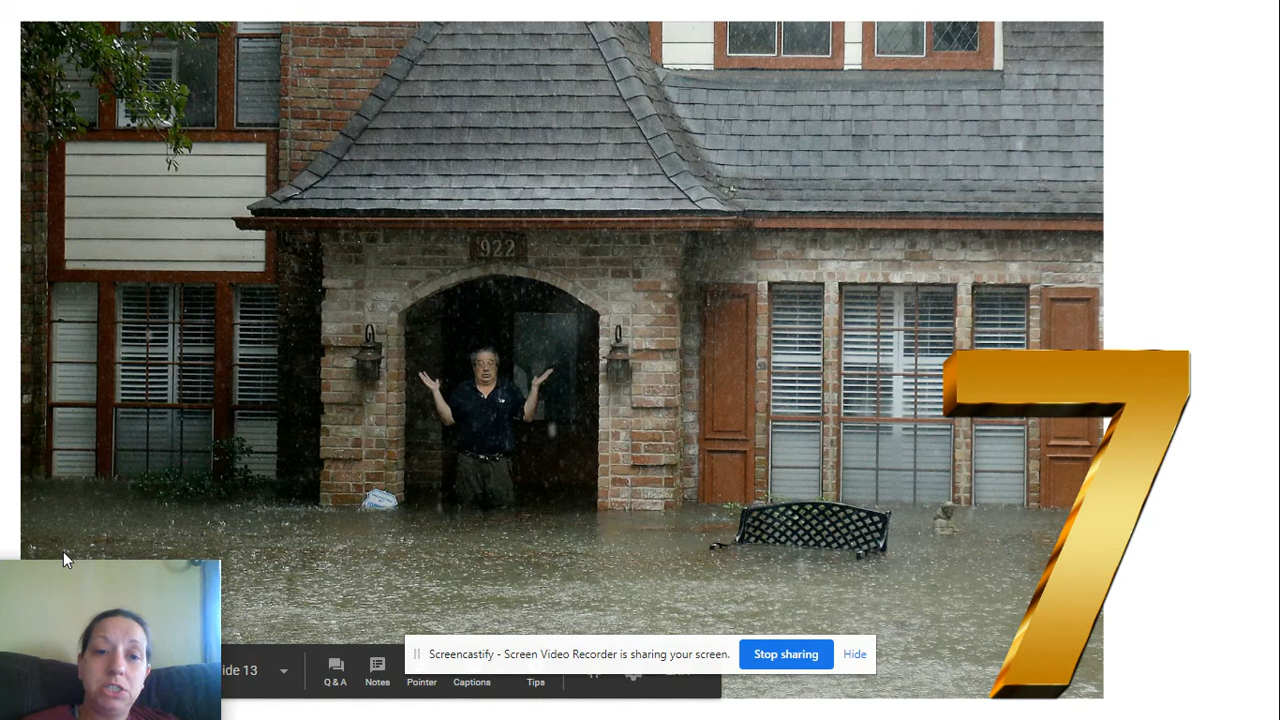 922
7
Screencastify - Screen Video Recorder is sharing your screen.
Stop sharing
Hide
ide 13
Q & A
Notes
Pointer
Captions
Tips